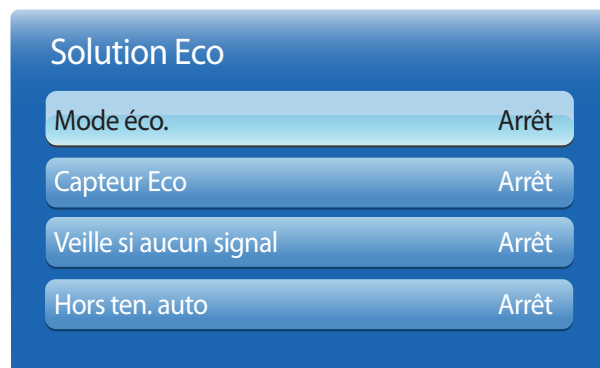 Solution Eco
Mode éco. Arrêt
Capteur Eco Arrêt
Veille si aucun signal Arrêt
Hors ten. auto Arrêt